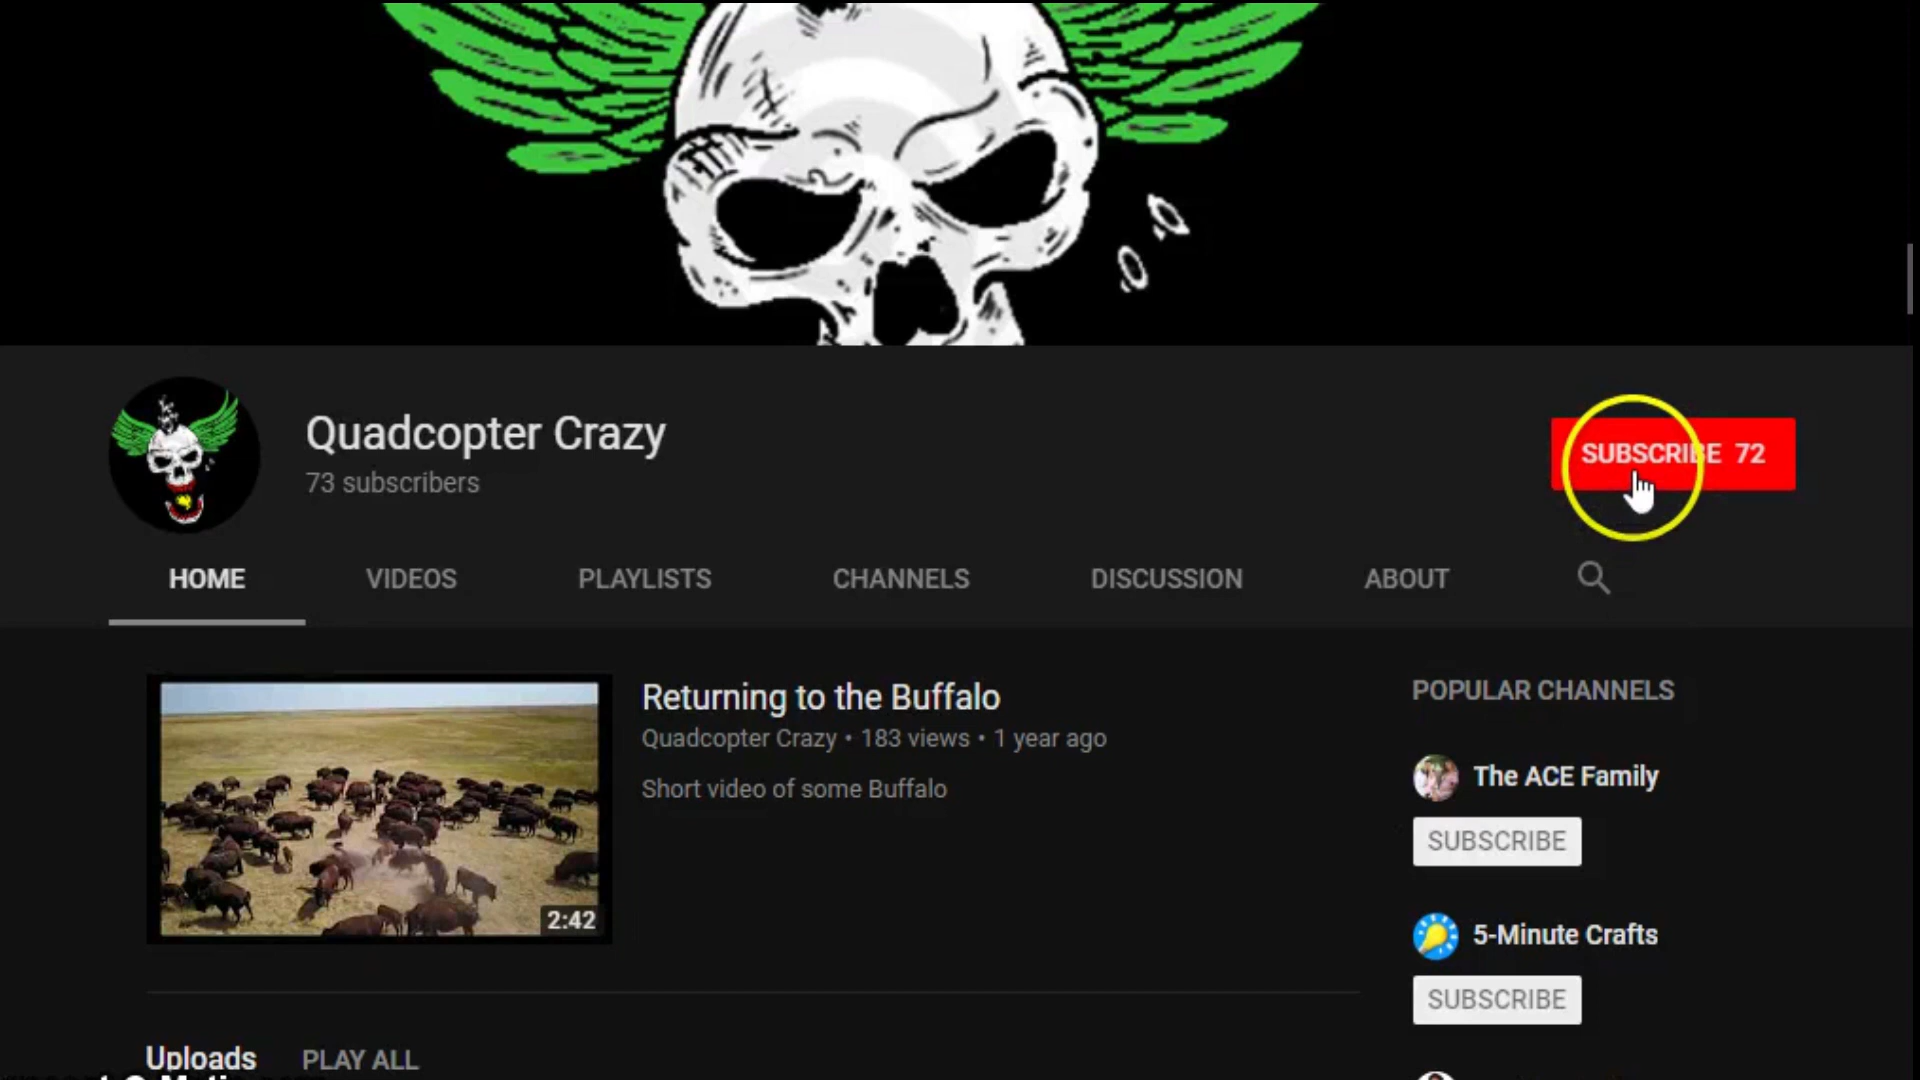 Quadcopter Crazy
73 subscribers
SUBSCRIBE 72
HOME VIDEOS PLAYLISTS CHANNELS DISCUSSION ABOUT
Returning to the Buffalo
Quadcopter Crazy • 183 views • 1 year ago
Short video of some Buffalo
2:42
POPULAR CHANNELS
The ACE Family
SUBSCRIBE
5-Minute Crafts
SUBSCRIBE
Uploads PLAY ALL